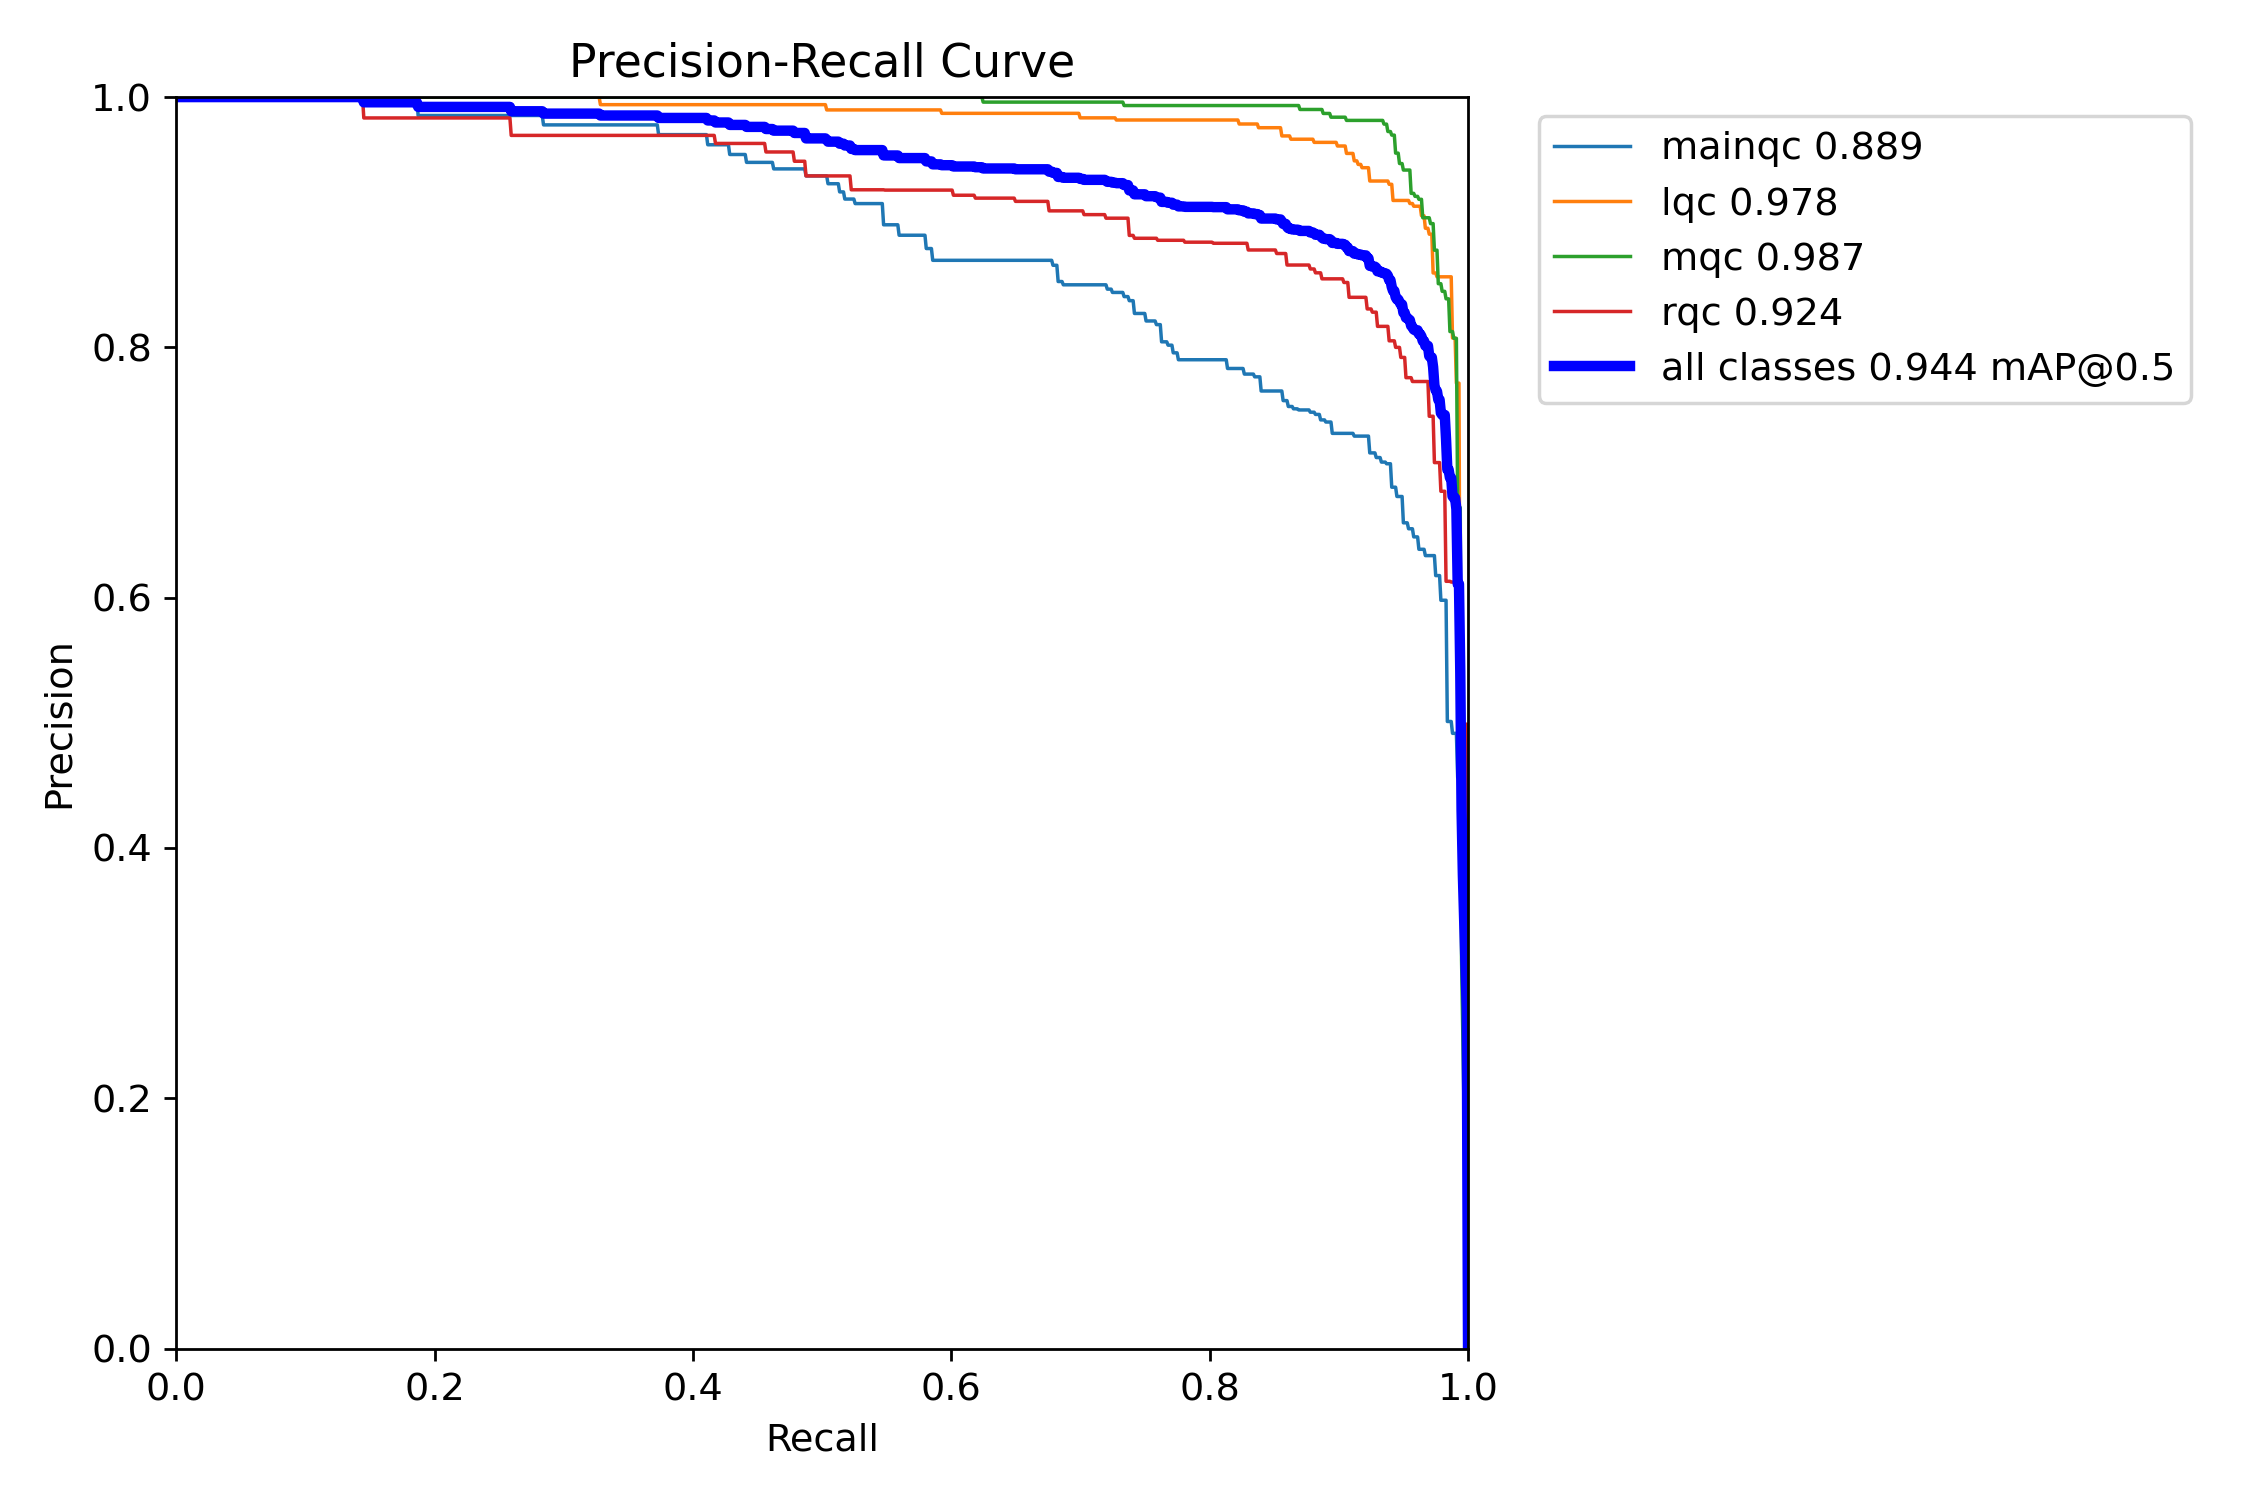 Precision-Recall Curve
1.0
0.8
0.6
0.4
0.2
0.0
Precision
0.0 0.2 0.4 0.6 0.8 1.0
Recall
mainqc 0.889
lqc 0.978
mqc 0.987
rqc 0.924
all classes 0.944 mAP@0.5